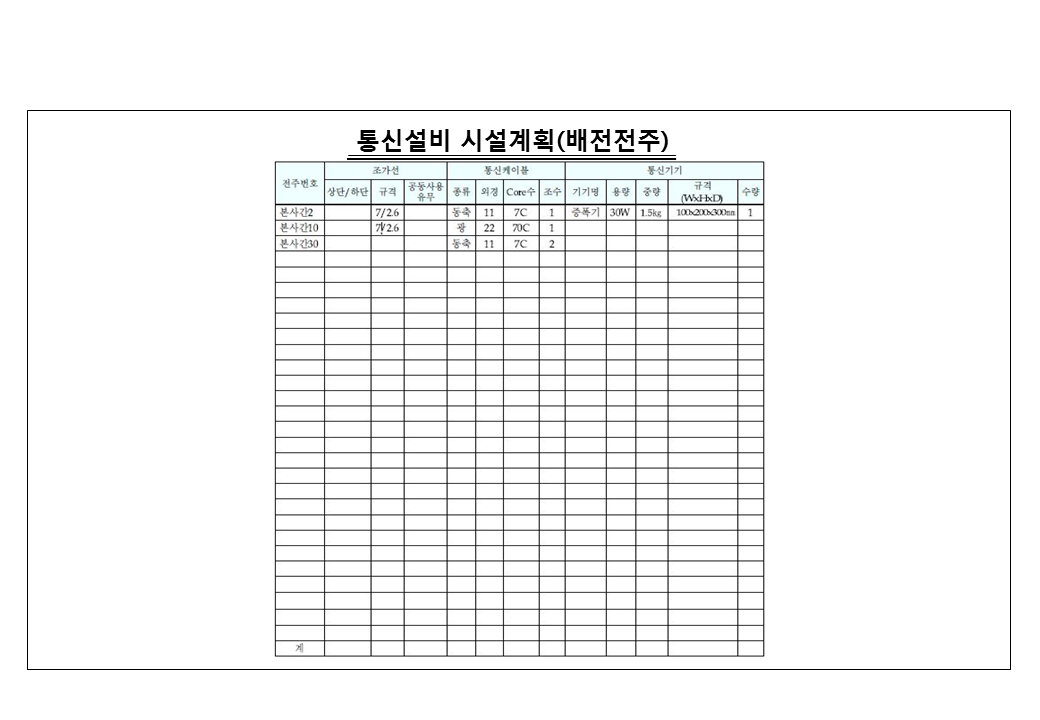 통신설비 시설계획(배전전주)
전주번호 조가선 통신케이블 통신기기
상단/하단 규격 공동사용유무 종류 외경 Core수 조수 기기명 용량 중량 규격(WxHxD) 수량
본사간2 7/2.6 동축 11 7C 1 증폭기 30W 1.5kg 100x200x300mm 1
본사간10 7/2.6 광 22 70C 1
본사간30 동축 11 7C 2
계